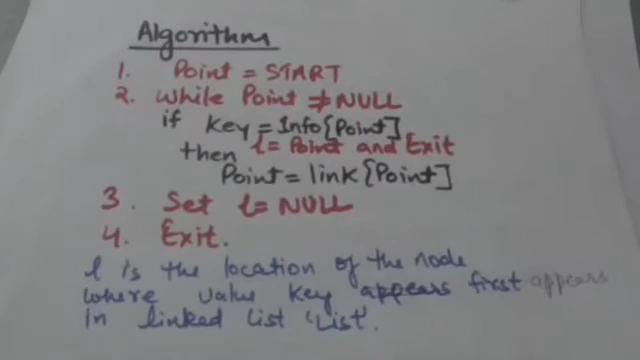 Algorithm
1. Point = START
2. While Point ≠ NULL
if Key = Info[Point]
then l = Point and Exit
Point = link[Point]
3. Set l = NULL
4. Exit.
l is the location of the node
where value Key appears first appears
in linked list 'List'.